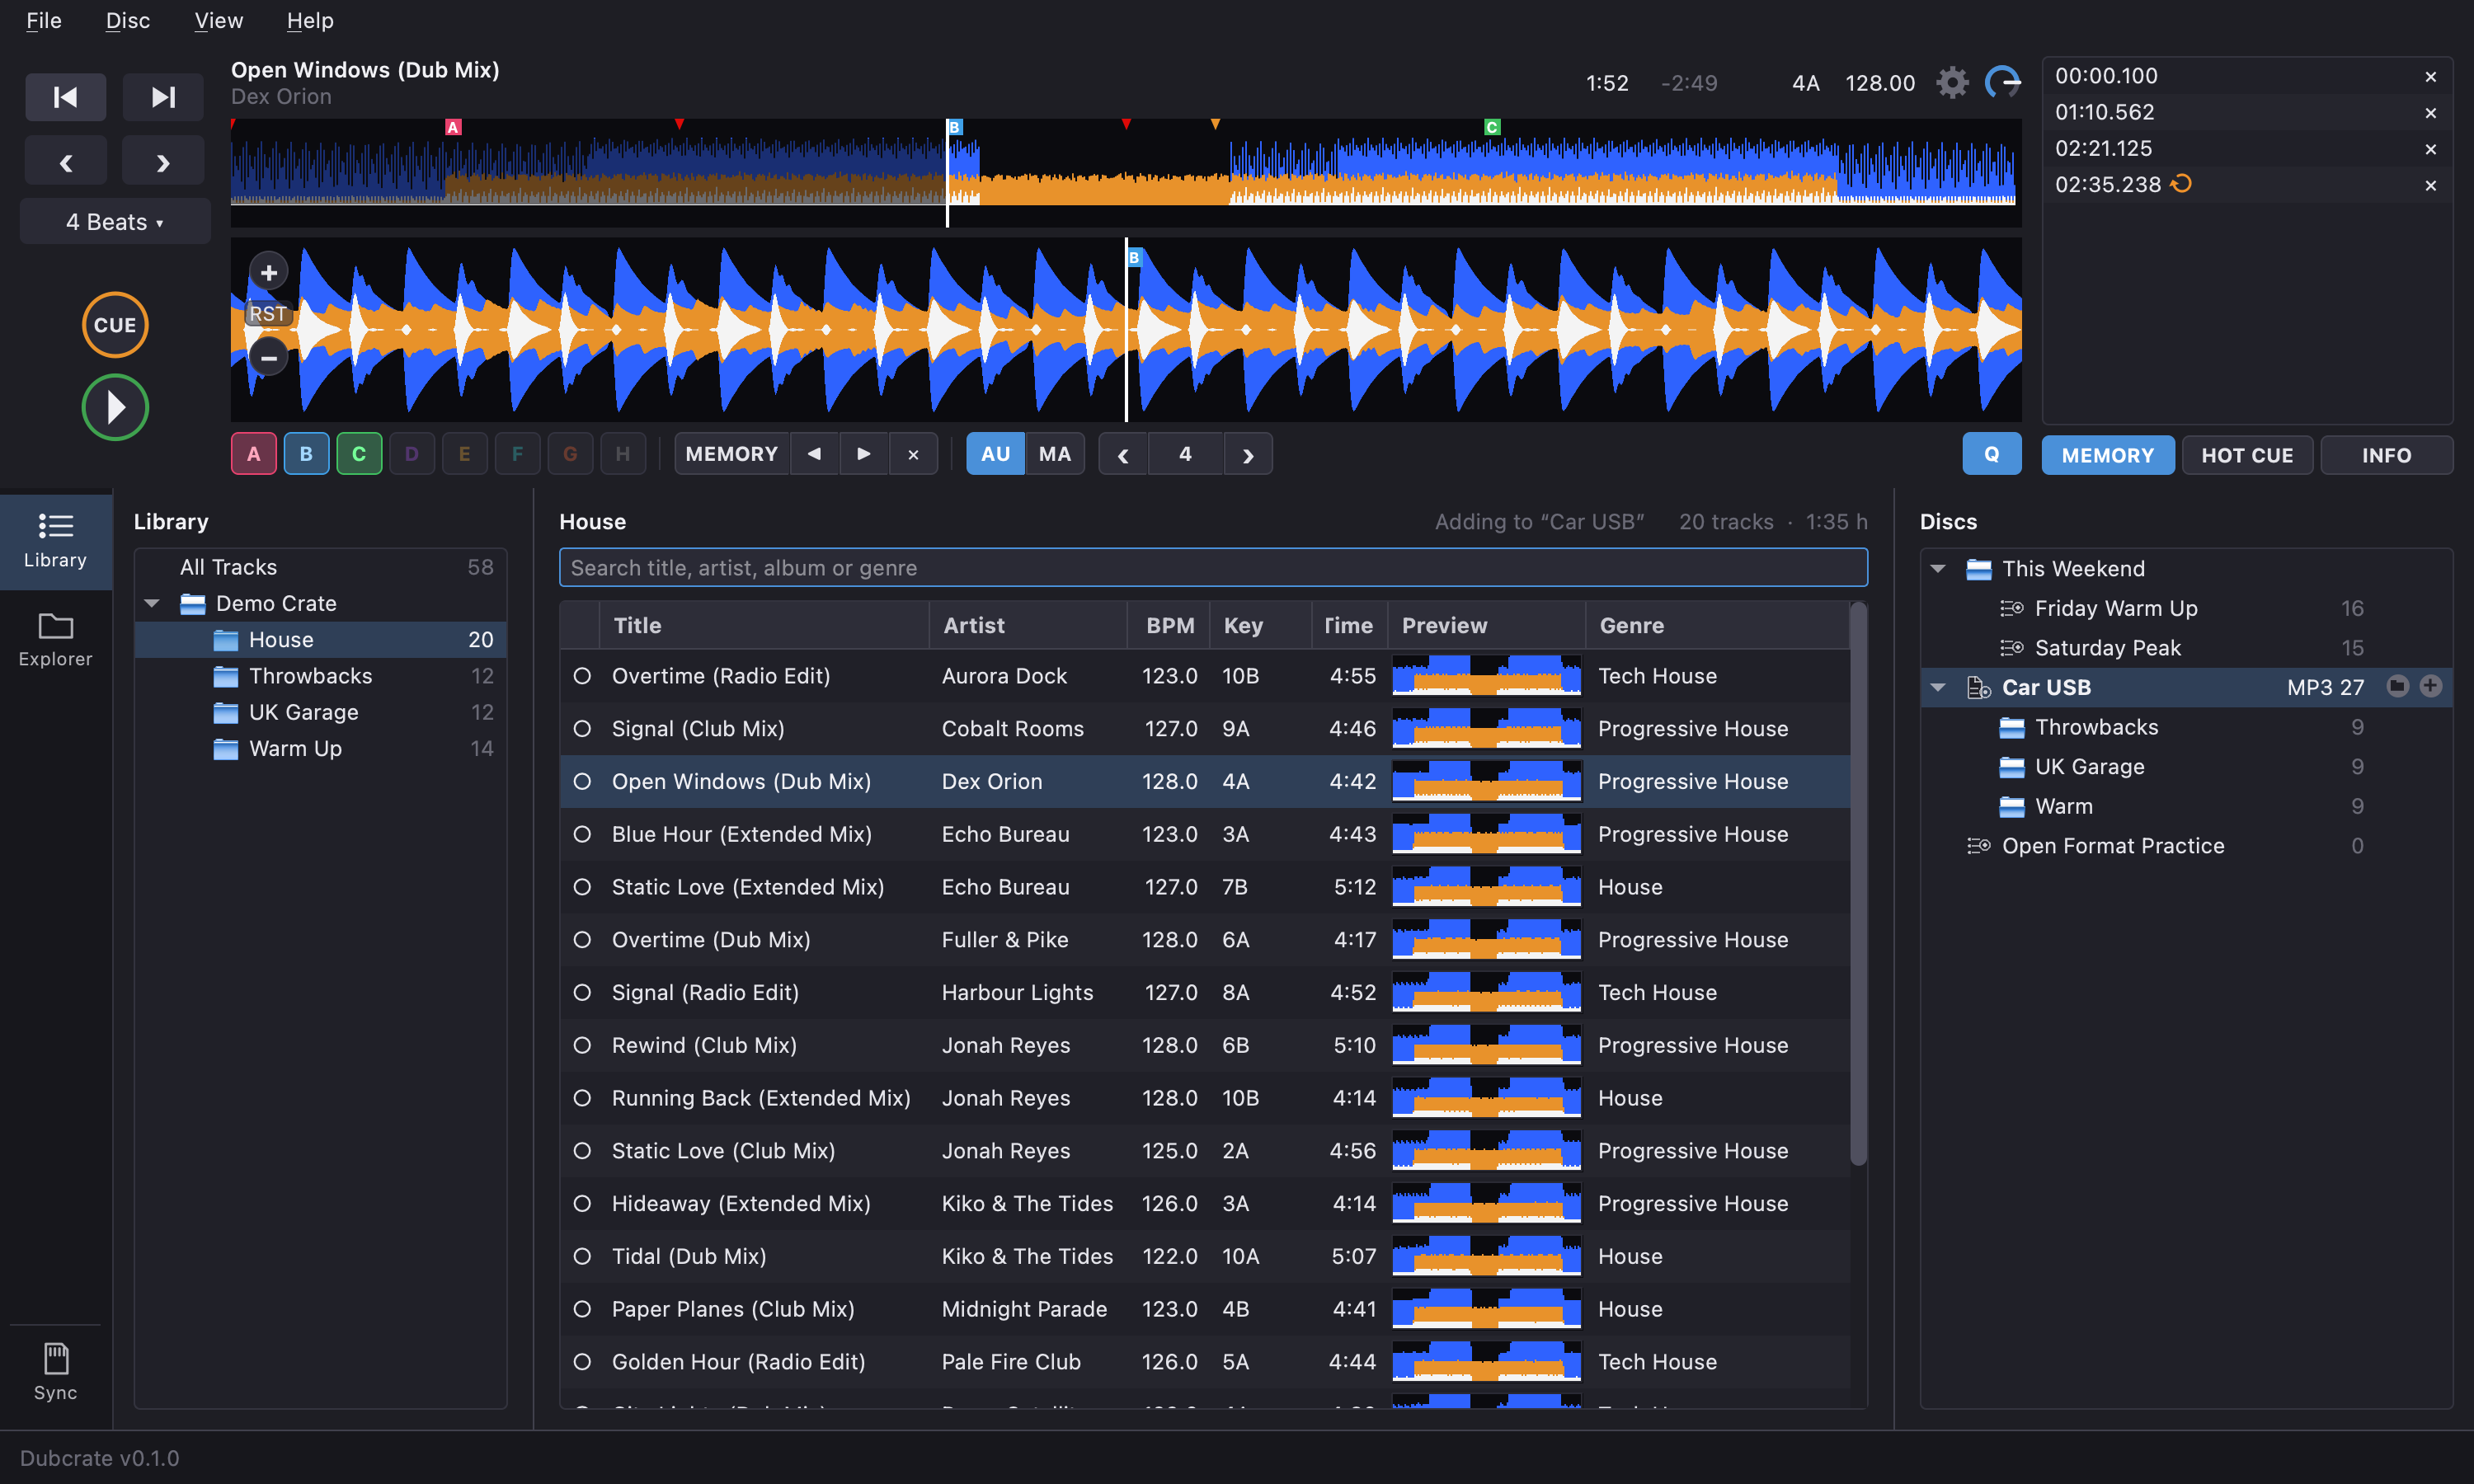 File Disc View Help
Open Windows (Dub Mix)
Dex Orion
1:52 -2:49 4A 128.00
00:00.100 ×
01:10.562 ×
02:21.125 ×
02:35.238 ×
A B C
4 Beats
B
RST
CUE
A B C D E F G H MEMORY × AU MA 4 Q
MEMORY HOT CUE INFO
Library
Explorer
Sync
Library
All Tracks 58
Demo Crate
House 20
Throwbacks 12
UK Garage 12
Warm Up 14
House Adding to “Car USB” 20 tracks · 1:35 h
Search title, artist, album or genre
Title Artist BPM Key Time Preview Genre
Overtime (Radio Edit) Aurora Dock 123.0 10B 4:55 Tech House
Signal (Club Mix) Cobalt Rooms 127.0 9A 4:46 Progressive House
Open Windows (Dub Mix) Dex Orion 128.0 4A 4:42 Progressive House
Blue Hour (Extended Mix) Echo Bureau 123.0 3A 4:43 Progressive House
Static Love (Extended Mix) Echo Bureau 127.0 7B 5:12 House
Overtime (Dub Mix) Fuller & Pike 128.0 6A 4:17 Progressive House
Signal (Radio Edit) Harbour Lights 127.0 8A 4:52 Tech House
Rewind (Club Mix) Jonah Reyes 128.0 6B 5:10 Progressive House
Running Back (Extended Mix) Jonah Reyes 128.0 10B 4:14 House
Static Love (Club Mix) Jonah Reyes 125.0 2A 4:56 Progressive House
Hideaway (Extended Mix) Kiko & The Tides 126.0 3A 4:14 Progressive House
Tidal (Dub Mix) Kiko & The Tides 122.0 10A 5:07 House
Paper Planes (Club Mix) Midnight Parade 123.0 4B 4:41 House
Golden Hour (Radio Edit) Pale Fire Club 126.0 5A 4:44 Tech House
Discs
This Weekend
Friday Warm Up 16
Saturday Peak 15
Car USB MP3 27
Throwbacks 9
UK Garage 9
Warm 9
Open Format Practice 0
Dubcrate v0.1.0